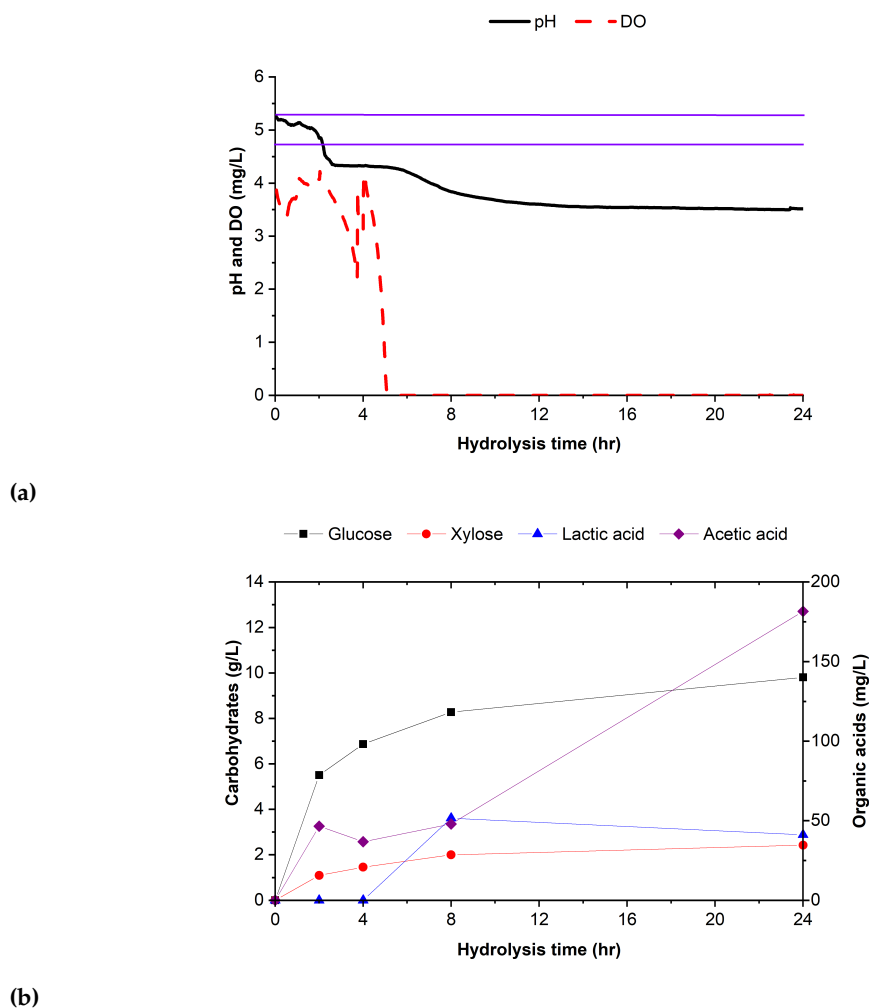 pH DO
6
5
4
3
2
1
0
pH and DO (mg/L)
0 4 8 12 16 20 24
Hydrolysis time (hr)
(a)
Glucose Xylose Lactic acid Acetic acid
14
12
10
8
6
4
2
0
Carbohydrates (g/L)
200
150
100
50
0
Organic acids (mg/L)
0 4 8 12 16 20 24
Hydrolysis time (hr)
(b)